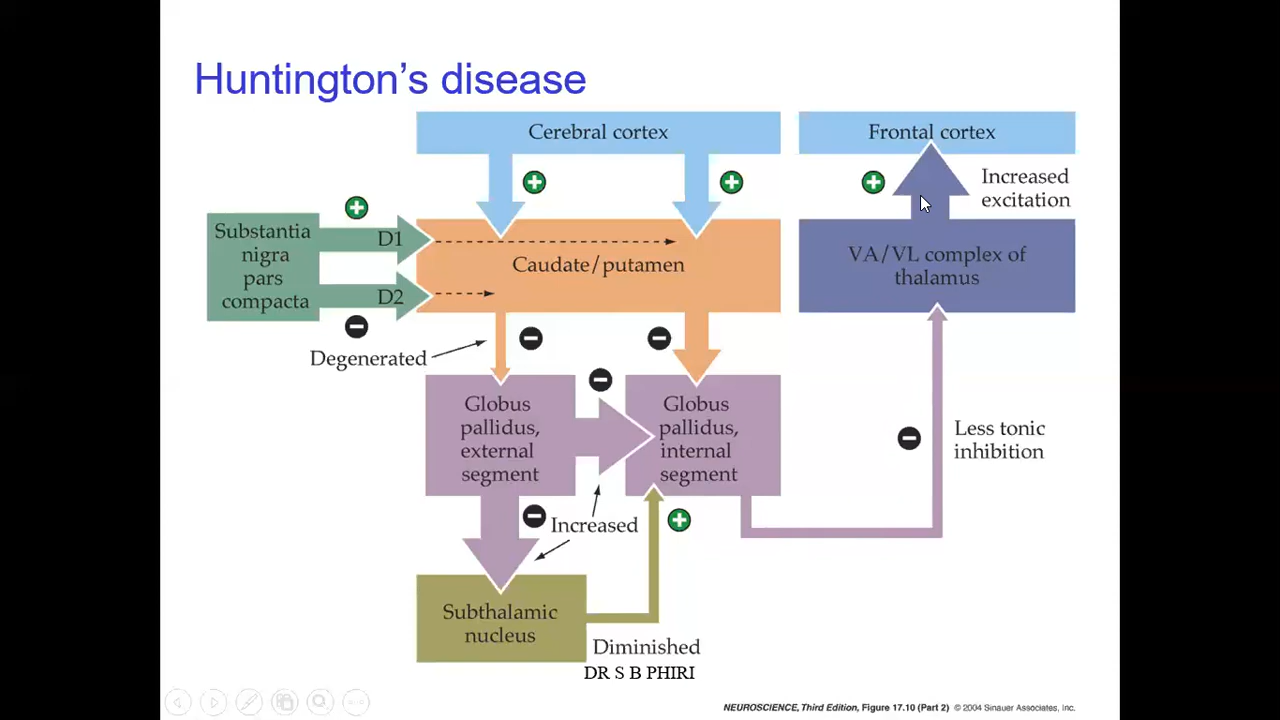 Huntington's disease
Cerebral cortex
Frontal cortex
Increased
excitation
Substantia
nigra
pars
compacta
D1
D2
Caudate/putamen
VA/VL complex of
thalamus
Degenerated
Globus
pallidus,
external
segment
Globus
pallidus,
internal
segment
Less tonic
inhibition
Increased
Subthalamic
nucleus
Diminished
DR S B PHIRI
NEUROSCIENCE, Third Edition, Figure 17.10 (Part 2) © 2004 Sinauer Associates, Inc.